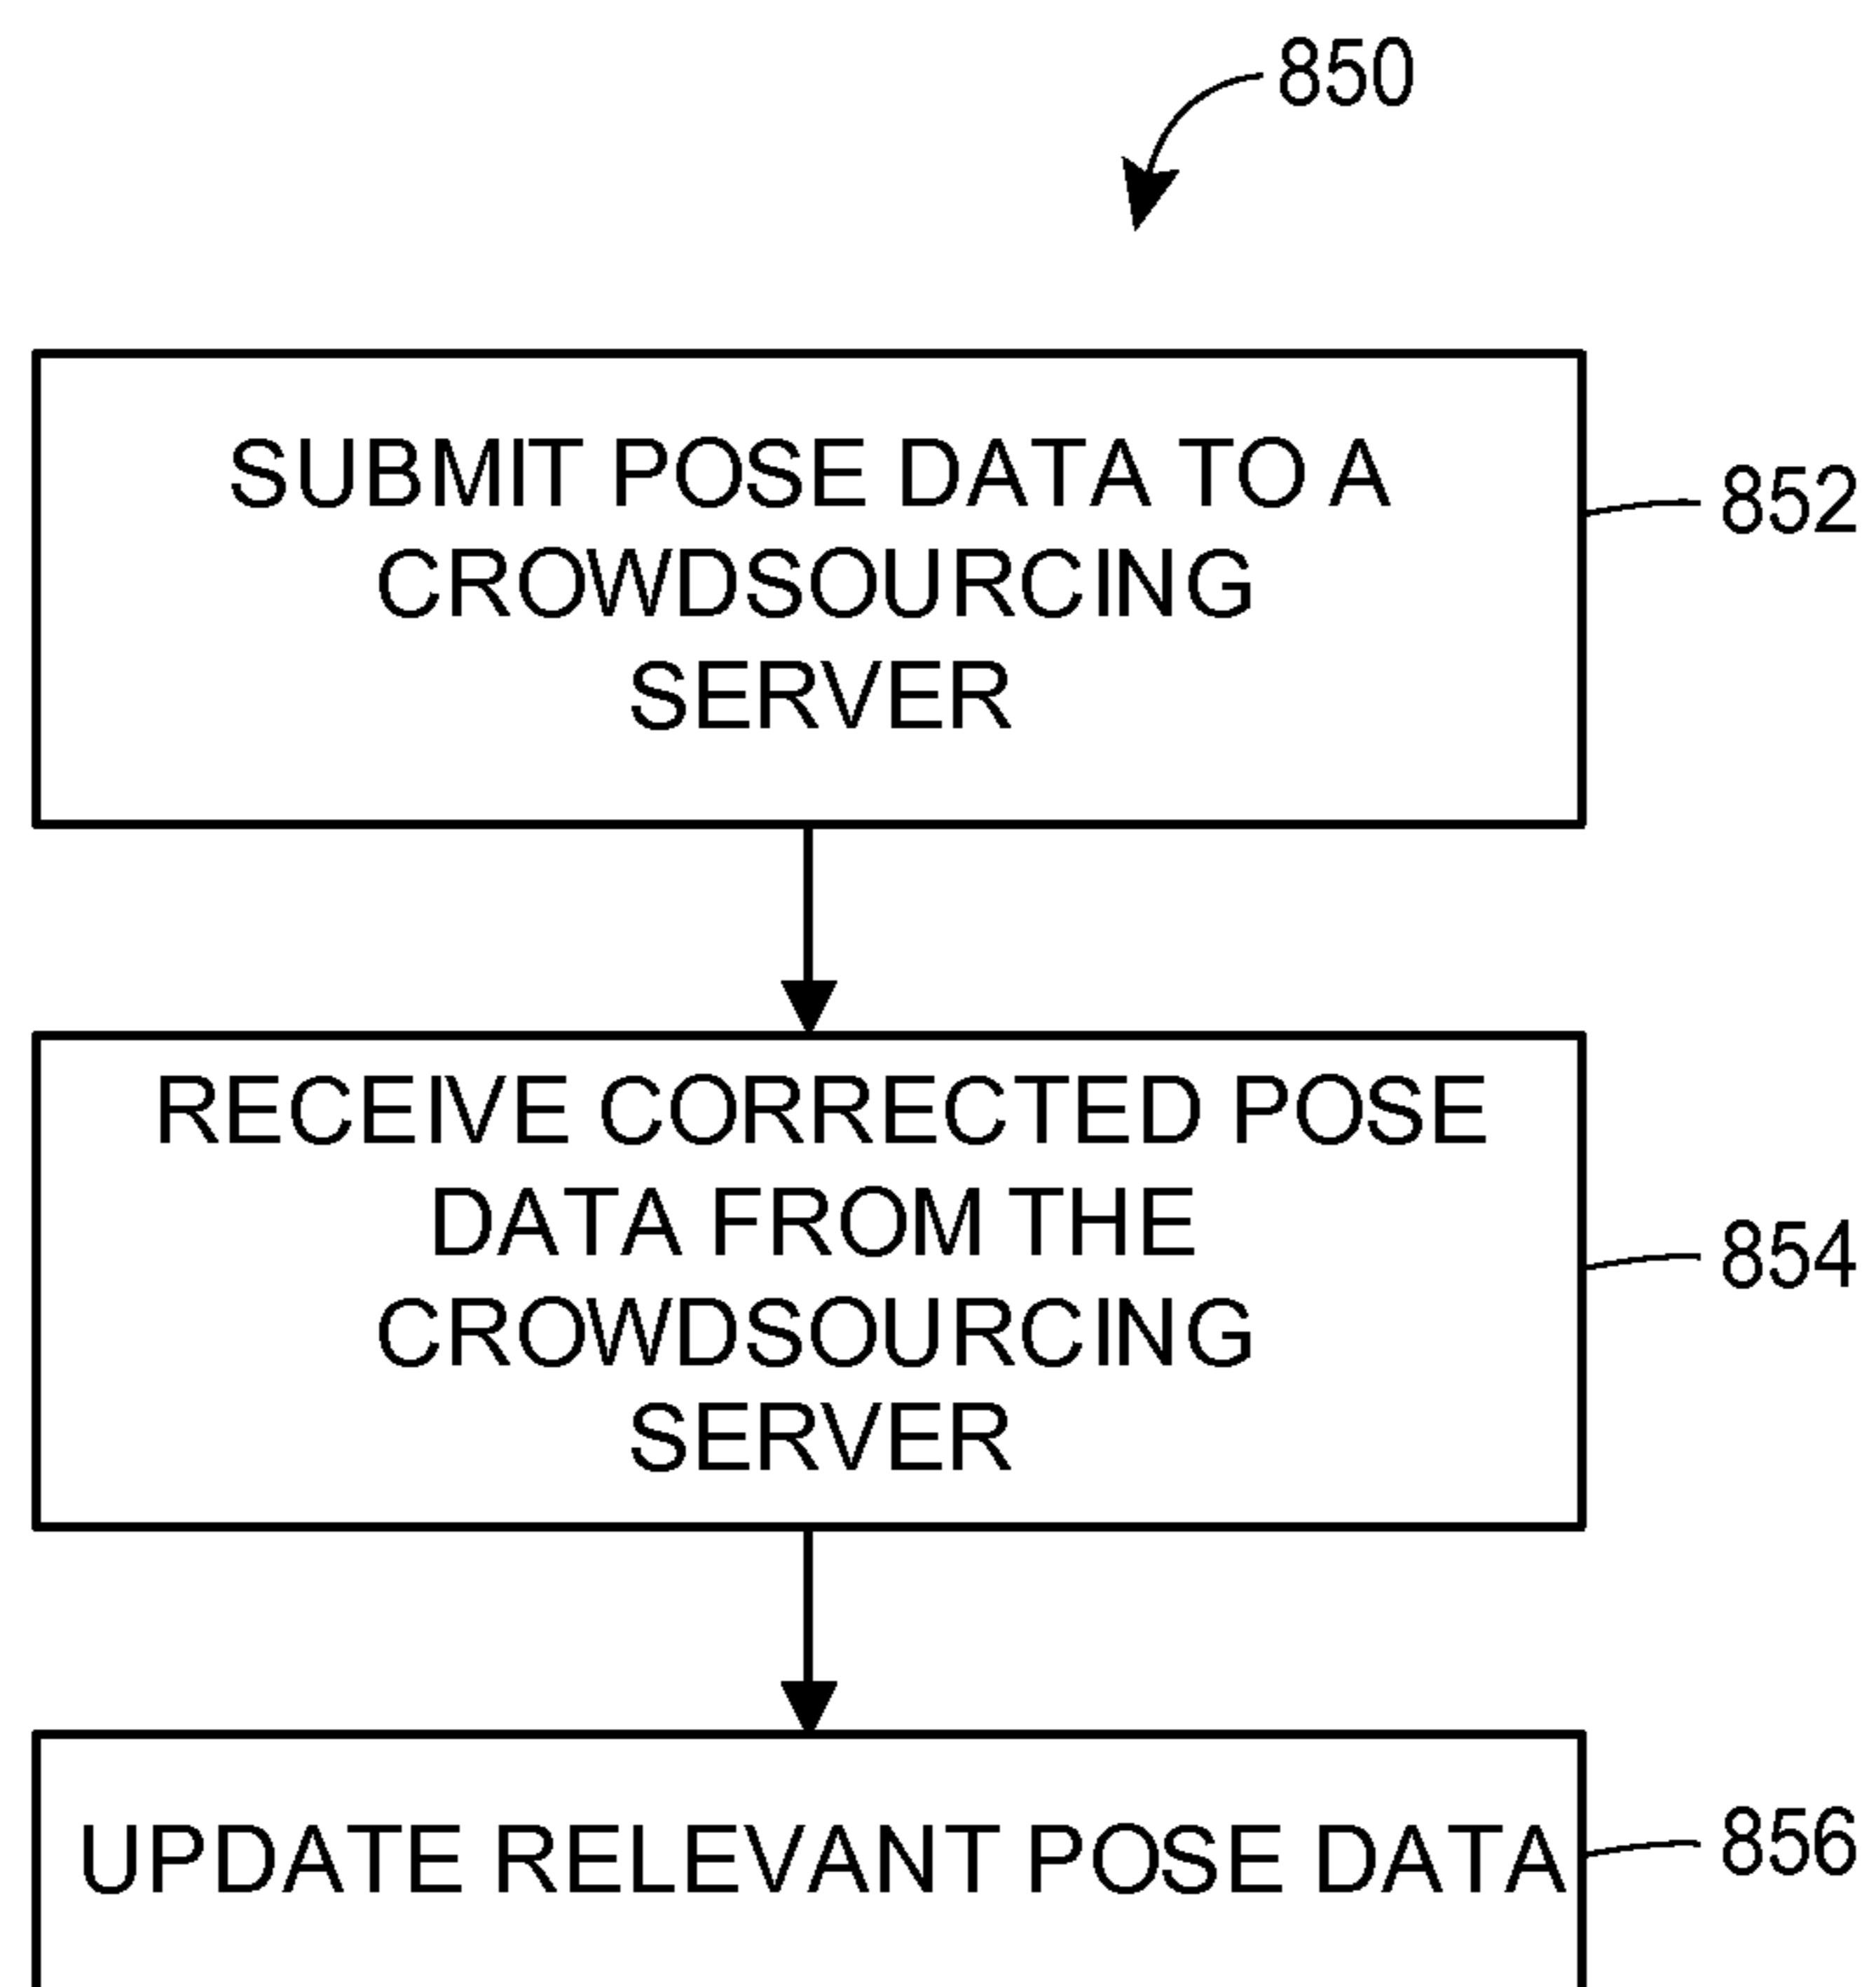 850
SUBMIT POSE DATA TO A
CROWDSOURCING
SERVER
852
RECEIVE CORRECTED POSE
DATA FROM THE
CROWDSOURCING
SERVER
854
UPDATE RELEVANT POSE DATA
856